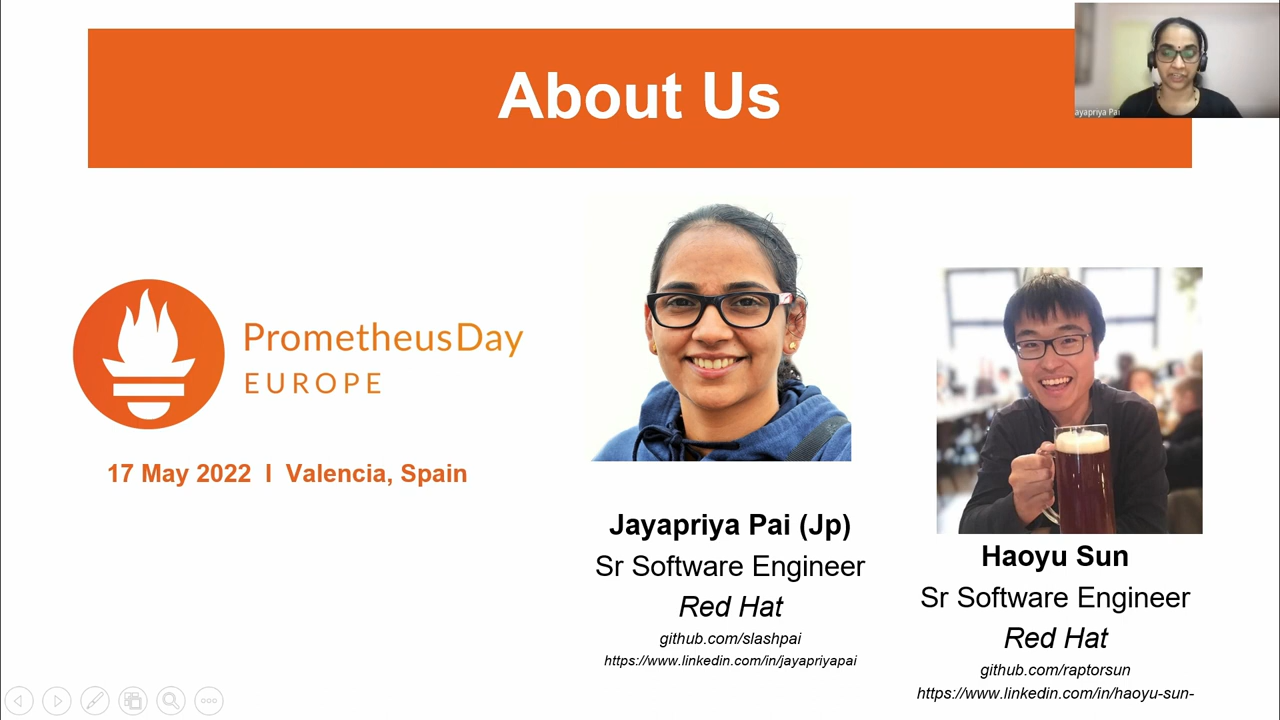 About Us
ayapriya Pai
PrometheusDay
EUROPE
17 May 2022 I Valencia, Spain
Jayapriya Pai (Jp)
Sr Software Engineer
Red Hat
github.com/slashpai
https://www.linkedin.com/in/jayapriyapai
Haoyu Sun
Sr Software Engineer
Red Hat
github.com/raptorsun
https://www.linkedin.com/in/haoyu-sun-